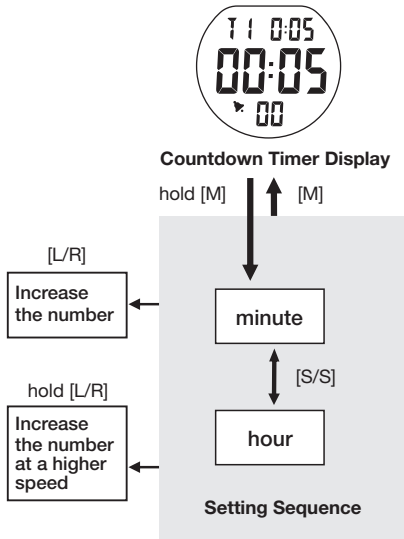 T1 0:05
00:05
00
Countdown Timer Display
hold [M]
[M]
[L/R]
Increase
the number
minute
[S/S]
hold [L/R]
Increase
the number
at a higher
speed
hour
Setting Sequence